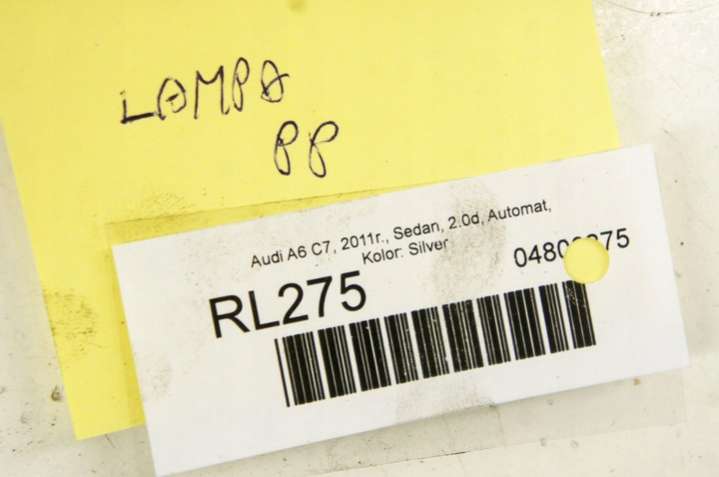 LAMPA
PP
Audi A6 C7, 2011r., Sedan, 2.0d, Automat,
Kolor: Silver
RL275